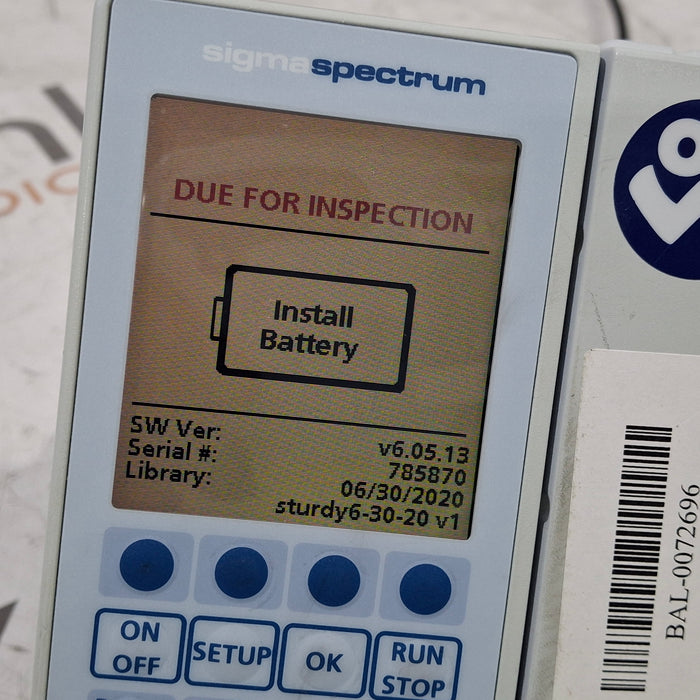 sigmaspectrum
DUE FOR INSPECTION
Install
Battery
SW Ver: v6.05.13
Serial #: 785870
Library: 06/30/2020
sturdy6-30-20 v1
ON
OFF
SETUP
OK
RUN
STOP
BAL-0072696